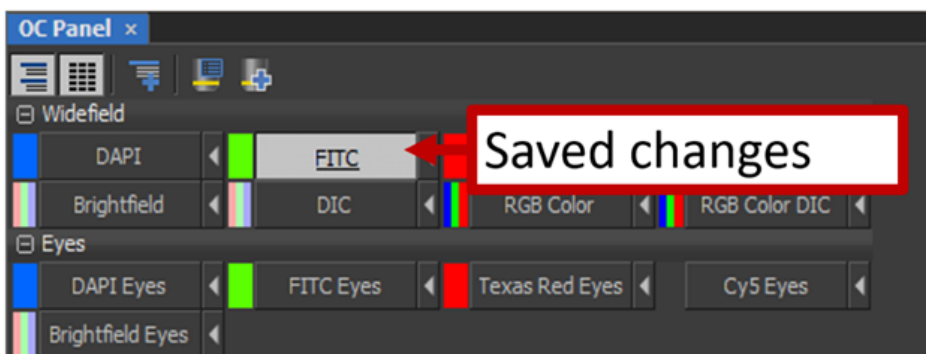 OC Panel ×
Widefield
DAPI FITC Saved changes
Brightfield DIC RGB Color RGB Color DIC
Eyes
DAPI Eyes FITC Eyes Texas Red Eyes Cy5 Eyes
Brightfield Eyes